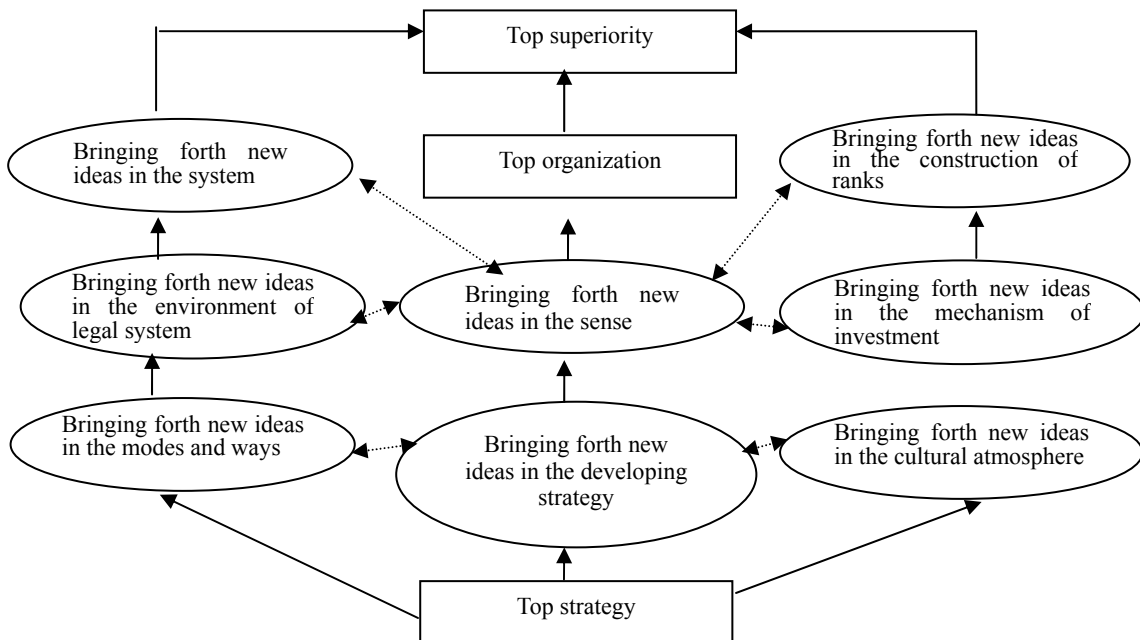 Top superiority
Top organization
Bringing forth new
ideas in the system
Bringing forth new ideas
in the construction of
ranks
Bringing forth new ideas
in the environment of
legal system
Bringing forth new
ideas in the sense
Bringing forth new ideas
in the mechanism of
investment
Bringing forth new ideas
in the modes and ways
Bringing forth new
ideas in the developing
strategy
Bringing forth new ideas
in the cultural atmosphere
Top strategy